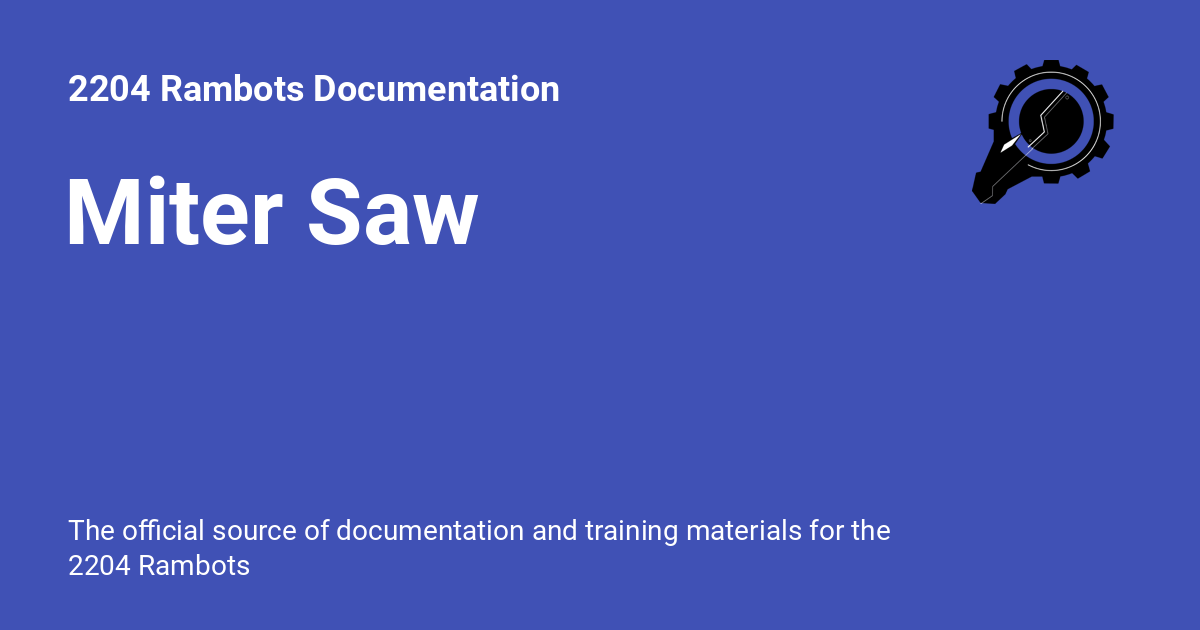 2204 Rambots Documentation
Miter Saw
The official source of documentation and training materials for the
2204 Rambots